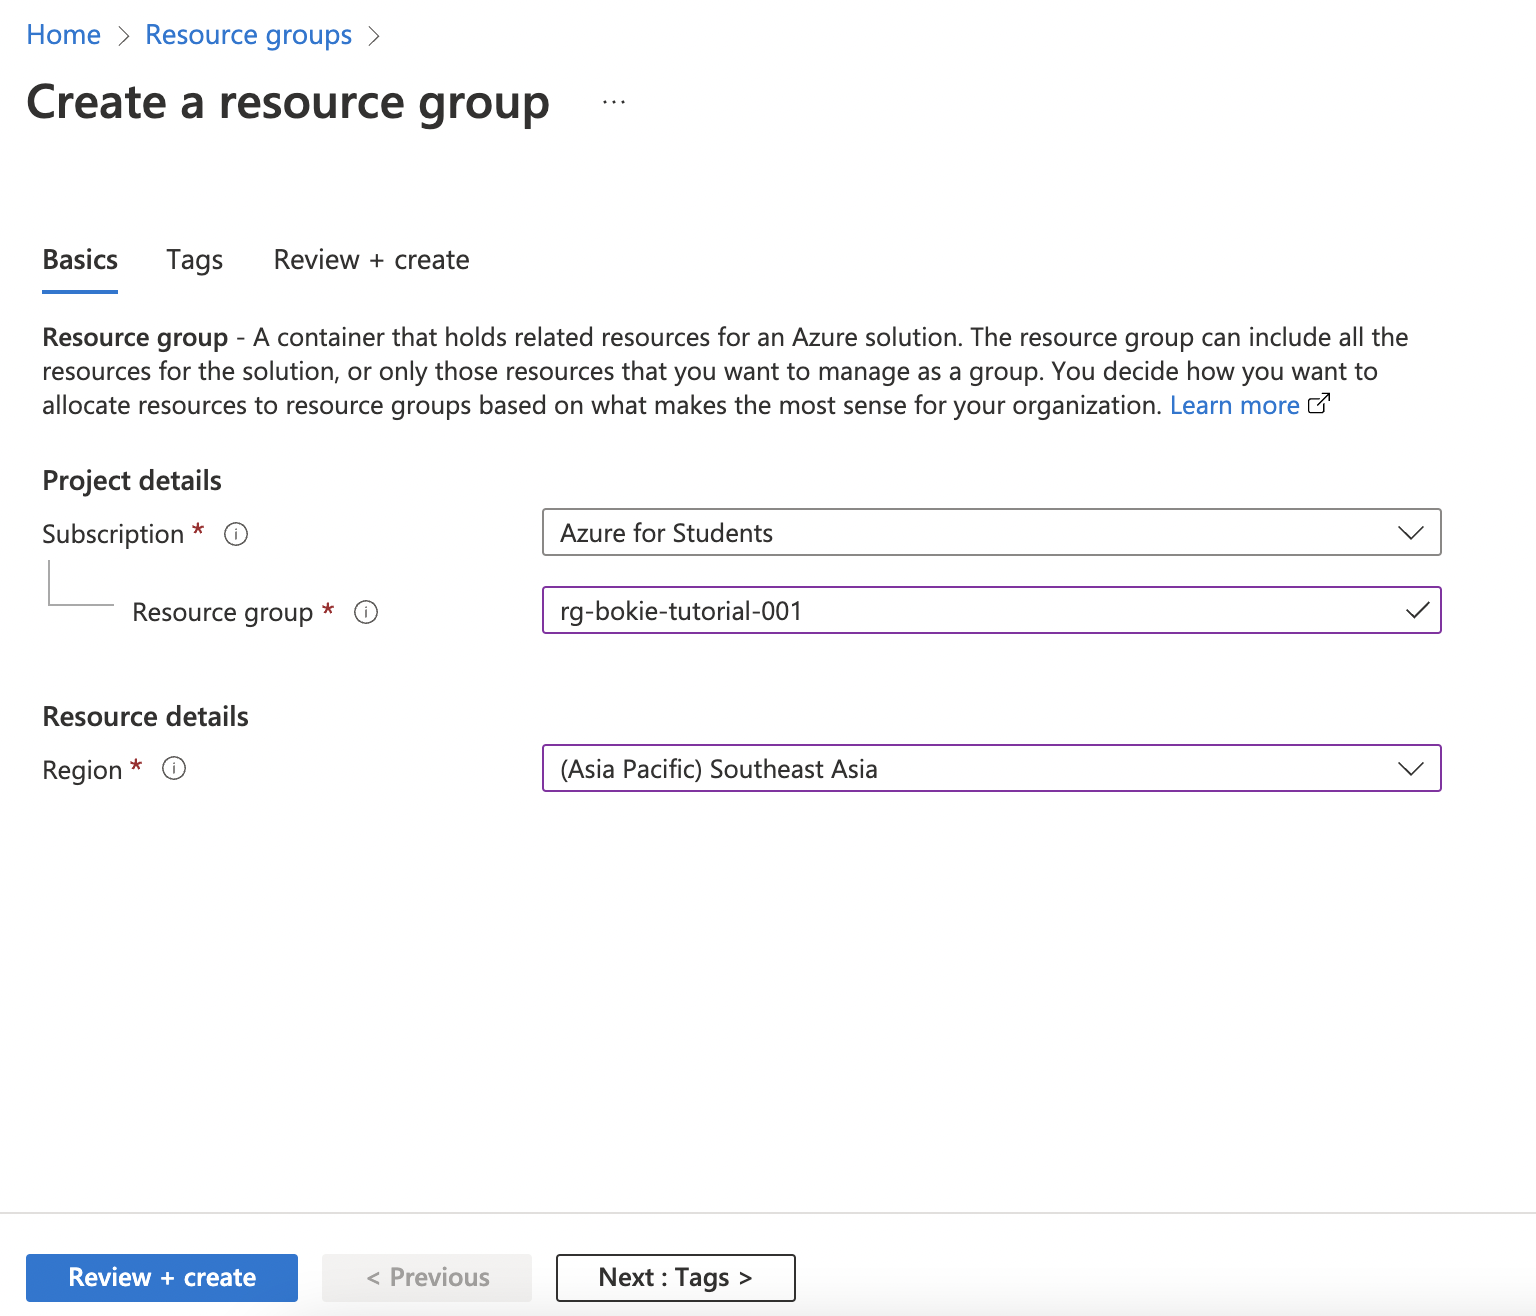 Home > Resource groups >
Create a resource group ...
Basics Tags Review + create
Resource group - A container that holds related resources for an Azure solution. The resource group can include all the
resources for the solution, or only those resources that you want to manage as a group. You decide how you want to
allocate resources to resource groups based on what makes the most sense for your organization. Learn more
Project details
Subscription * Azure for Students
Resource group * rg-bokie-tutorial-001
Resource details
Region * (Asia Pacific) Southeast Asia
Review + create < Previous Next : Tags >